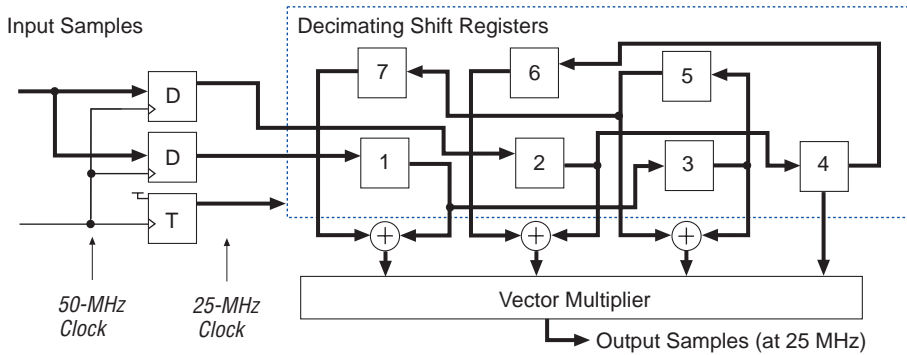 Input Samples
Decimating Shift Registers
7
6
5
D
D
1
2
3
4
T
+
+
+
50-MHz
Clock
25-MHz
Clock
Vector Multiplier
Output Samples (at 25 MHz)